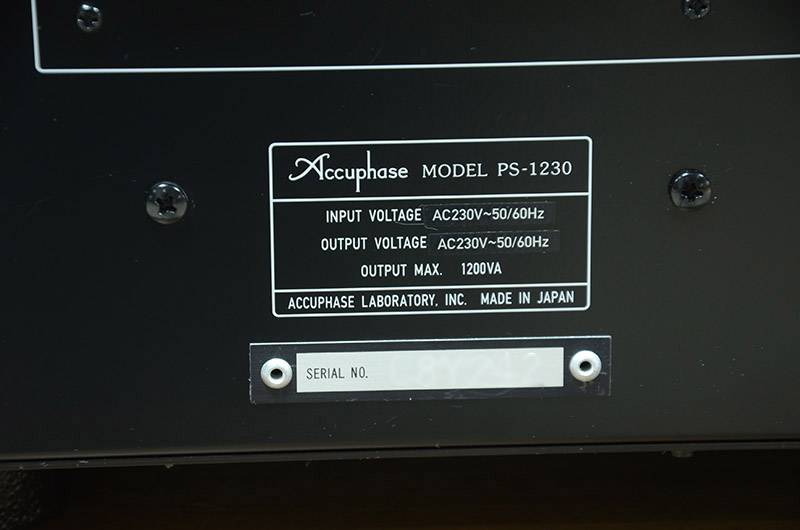 Accuphase MODEL PS-1230
INPUT VOLTAGE AC230V~50/60Hz
OUTPUT VOLTAGE AC230V~50/60Hz
OUTPUT MAX. 1200VA
ACCUPHASE LABORATORY, INC. MADE IN JAPAN
SERIAL NO.